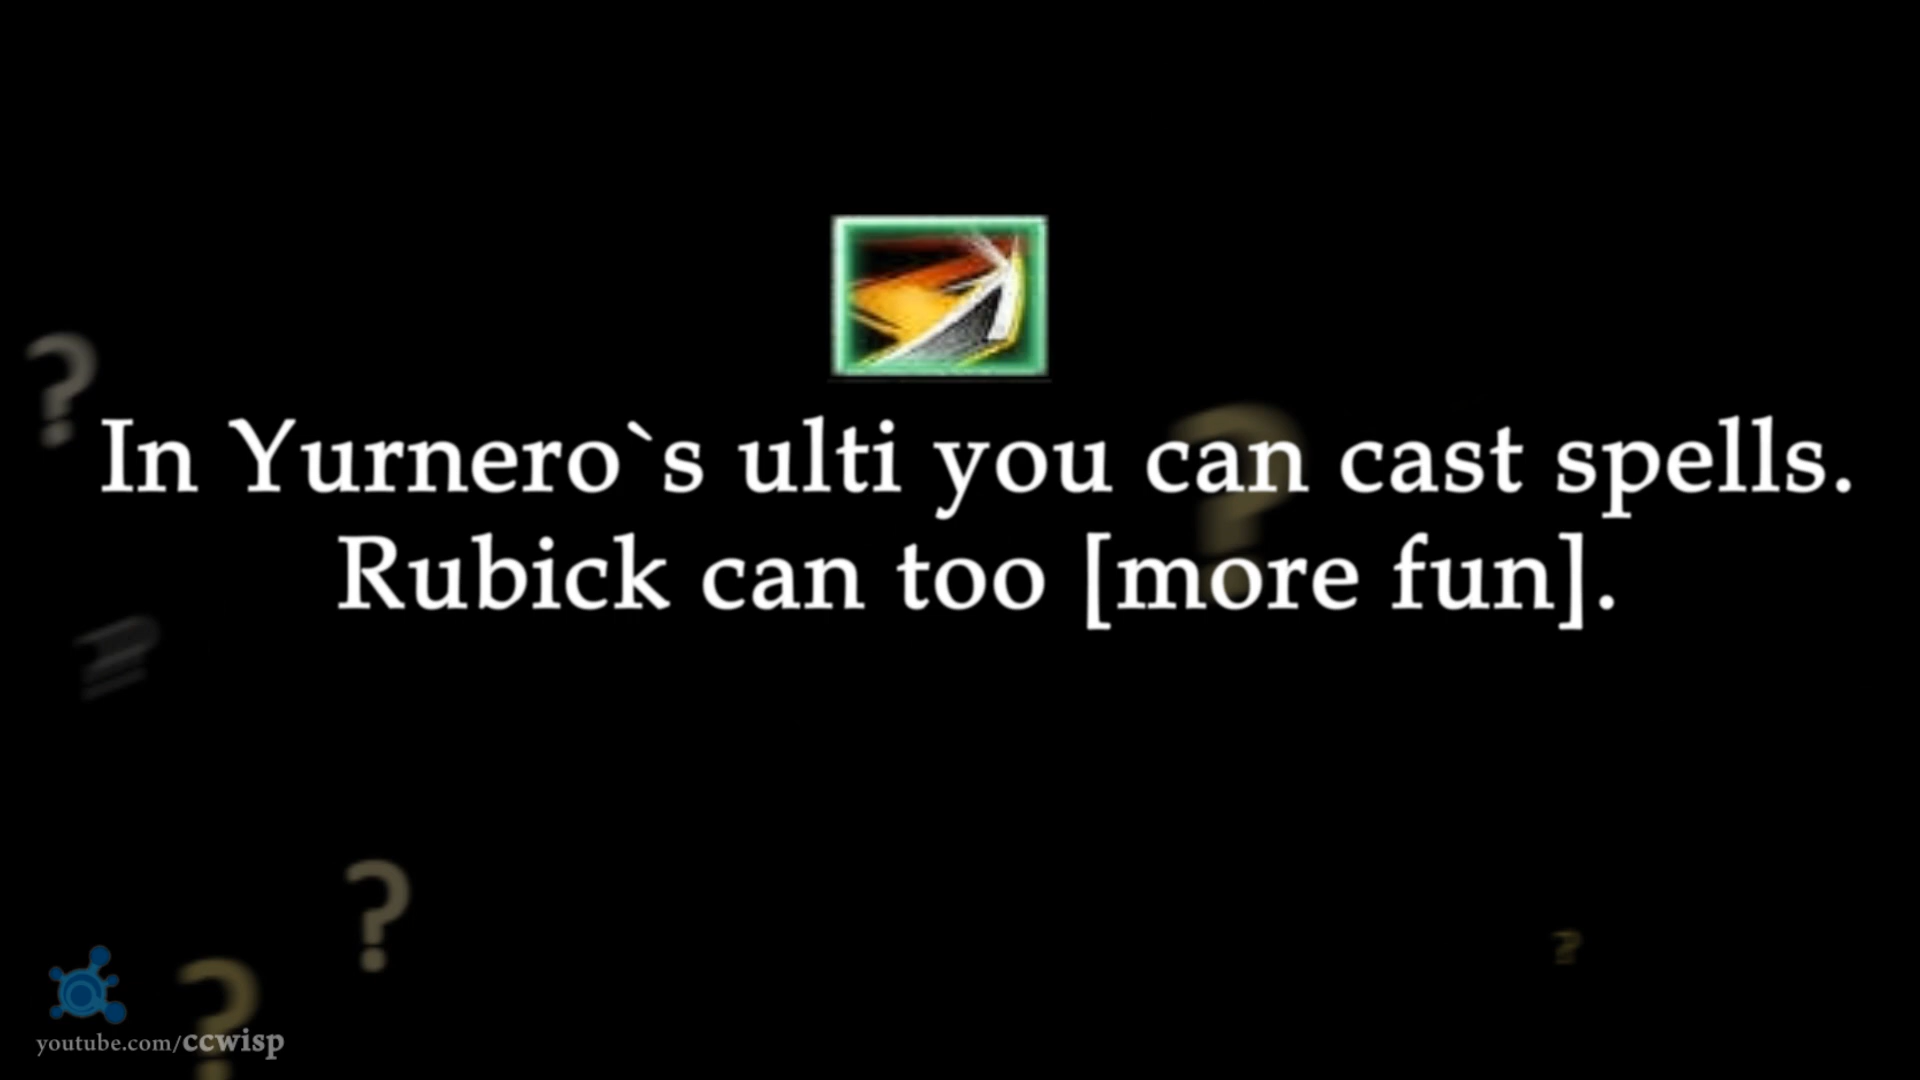 In Yurnero`s ulti you can cast spells.
Rubick can too [more fun].
?
?
?
?
?
?
youtube.com/ccwisp